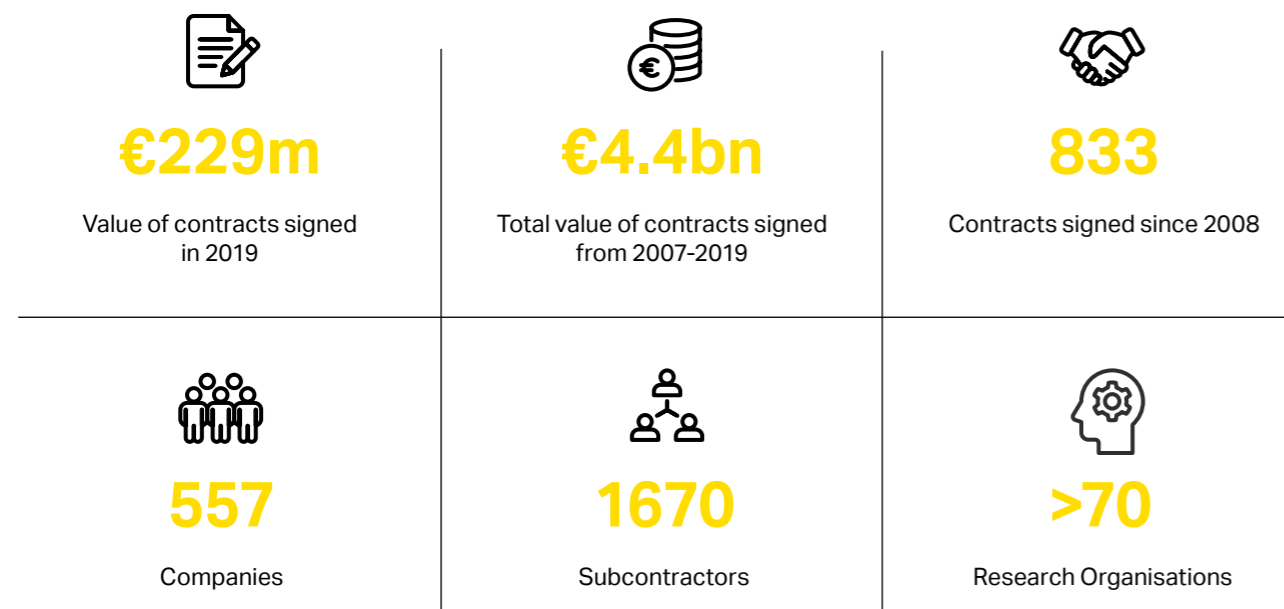 €
€229m
€4.4bn
833
Value of contracts signed
in 2019
Total value of contracts signed
from 2007-2019
Contracts signed since 2008
557
1670
>70
Companies
Subcontractors
Research Organisations